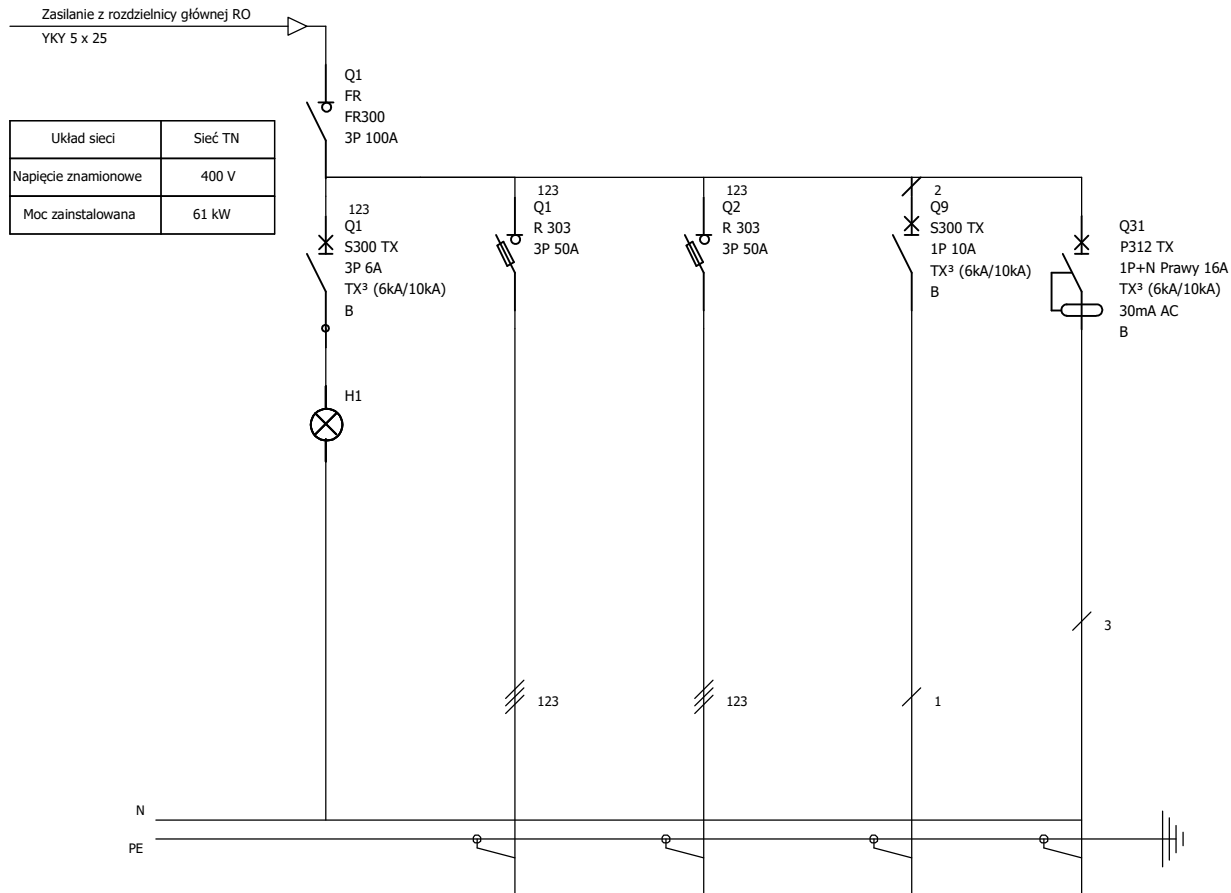 Zasilanie z rozdzielnicy głównej RO
YKY 5 x 25
Q1
FR
FR300
3P 100A
Układ sieci Sieć TN
Napięcie znamionowe 400 V
Moc zainstalowana 61 kW
123
Q1
S300 TX
3P 6A
TX³ (6kA/10kA)
B
H1
123
Q1
R 303
3P 50A
123
Q2
R 303
3P 50A
2
Q9
S300 TX
1P 10A
TX³ (6kA/10kA)
B
Q31
P312 TX
1P+N Prawy 16A
TX³ (6kA/10kA)
30mA AC
B
3
123
123
1
N
PE